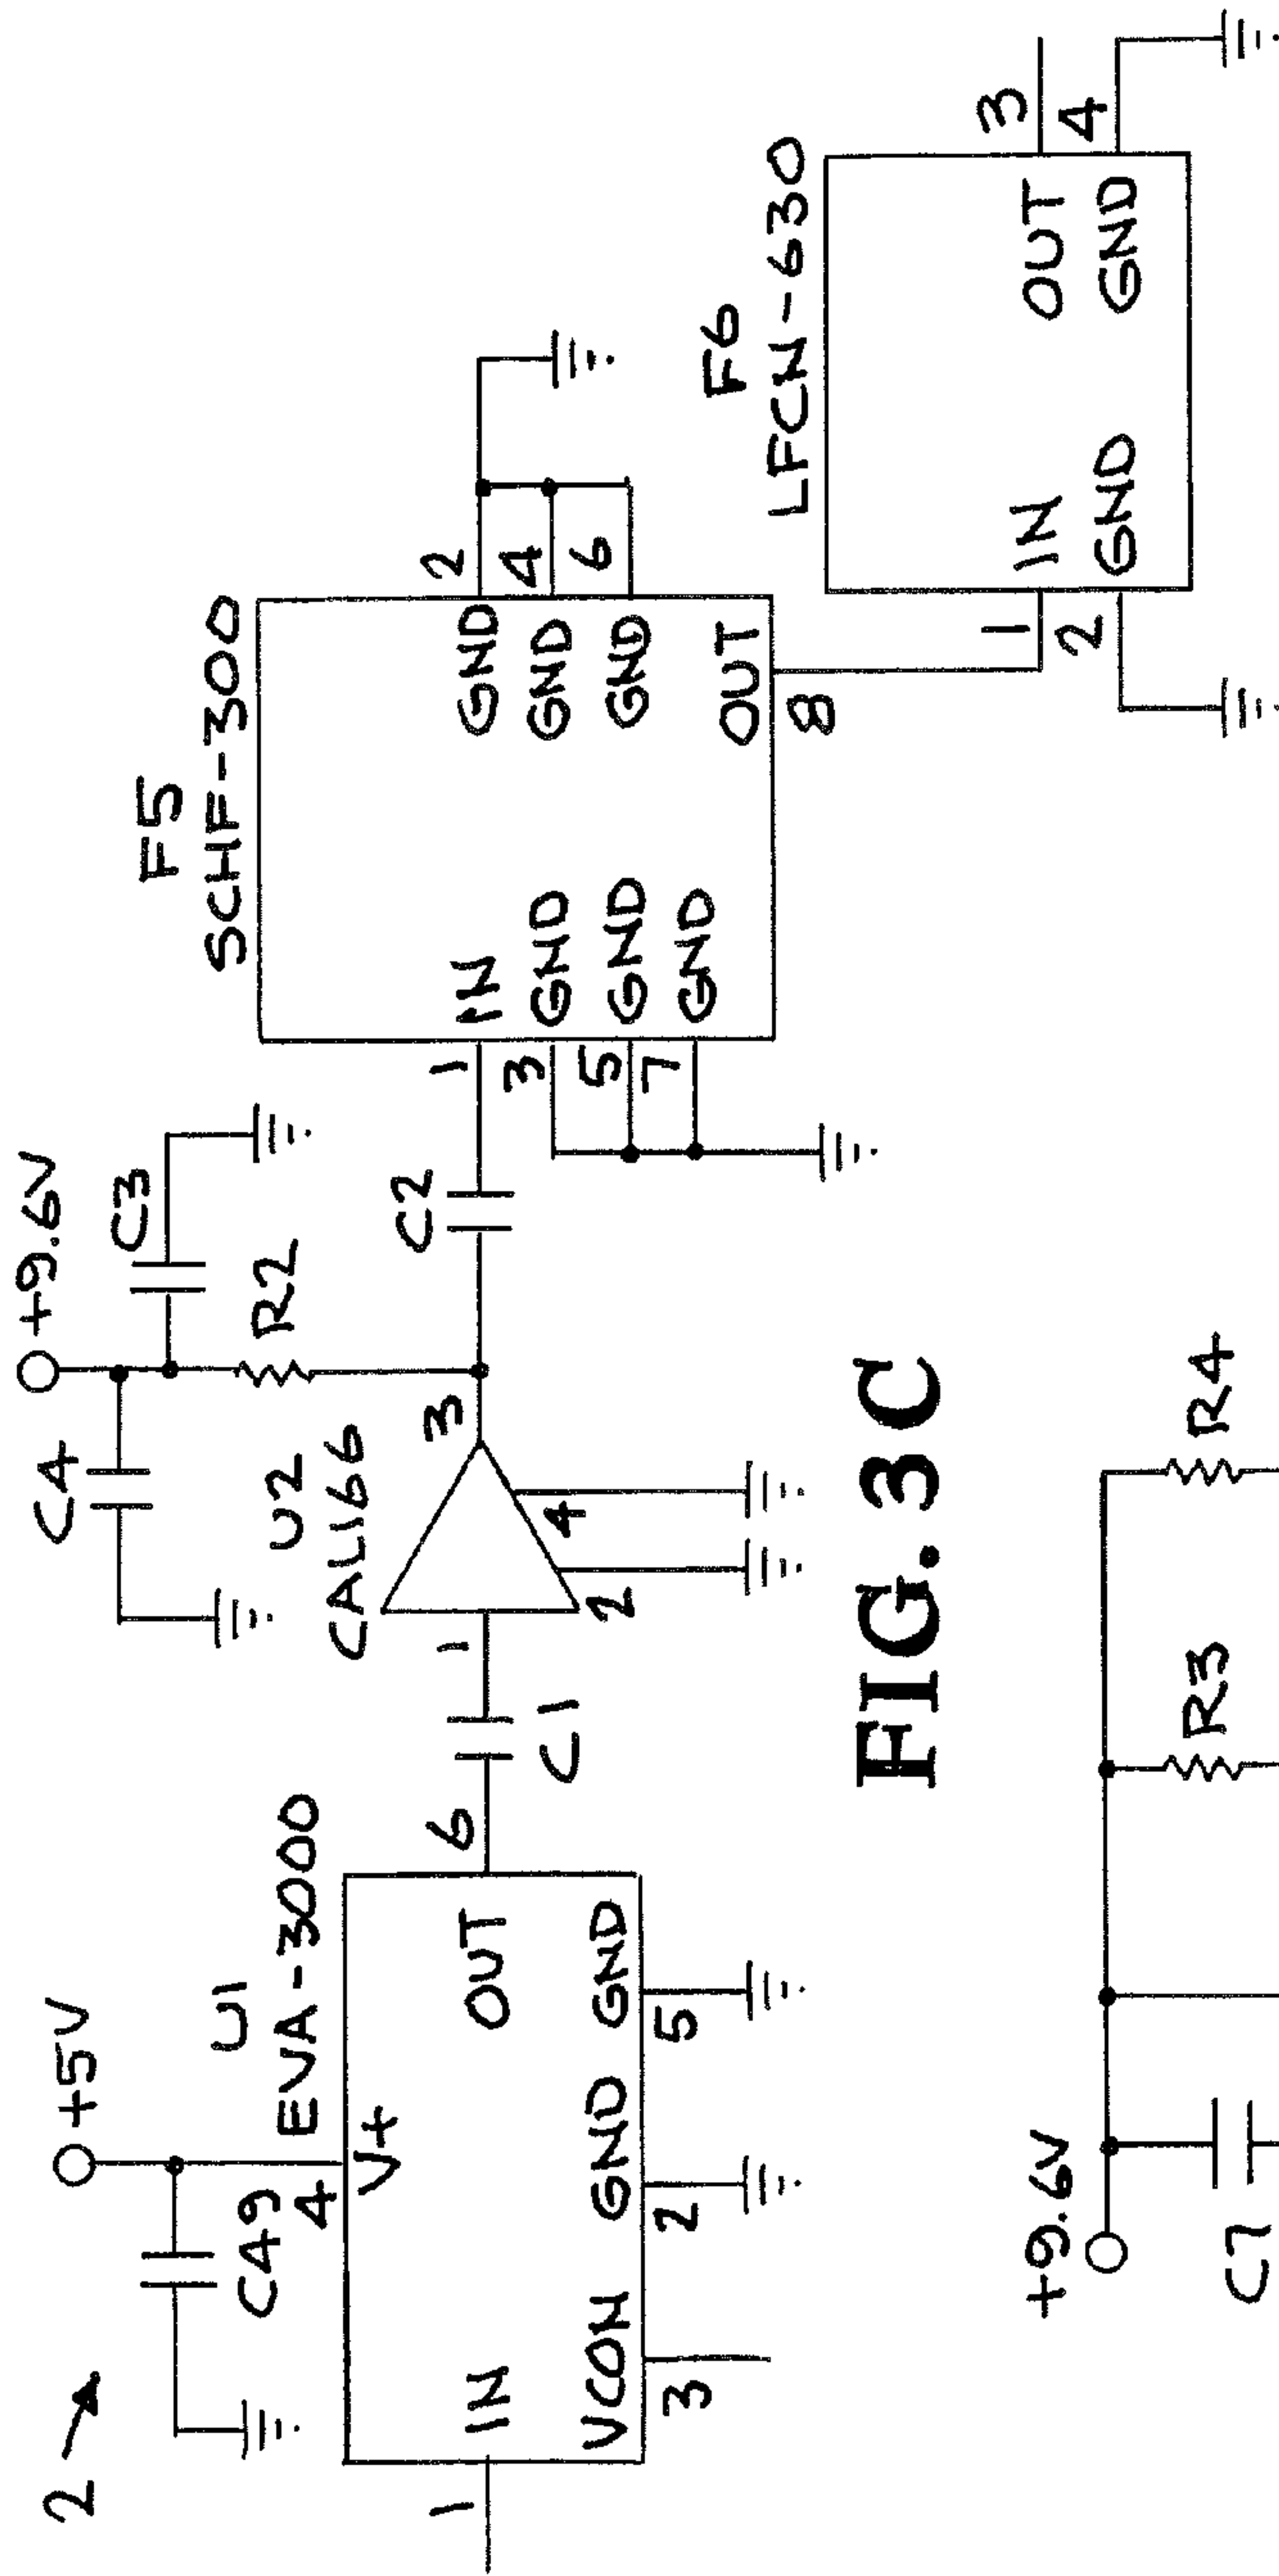 2
+5V
C49
4
U1
EVA-3000
V+
1
IN
OUT
6
VCON
GND
GND
3
2
5
C1
+9.6V
C4
C3
R2
U2
CAL166
1
3
2
4
C2
F5
SCHF-300
1
IN
GND
2
3
GND
GND
4
5
GND
GND
6
7
GND
OUT
8
F6
LFCN-630
1
IN
OUT
3
2
GND
GND
4
FIG. 3C
+9.6V
C7
R3
R4